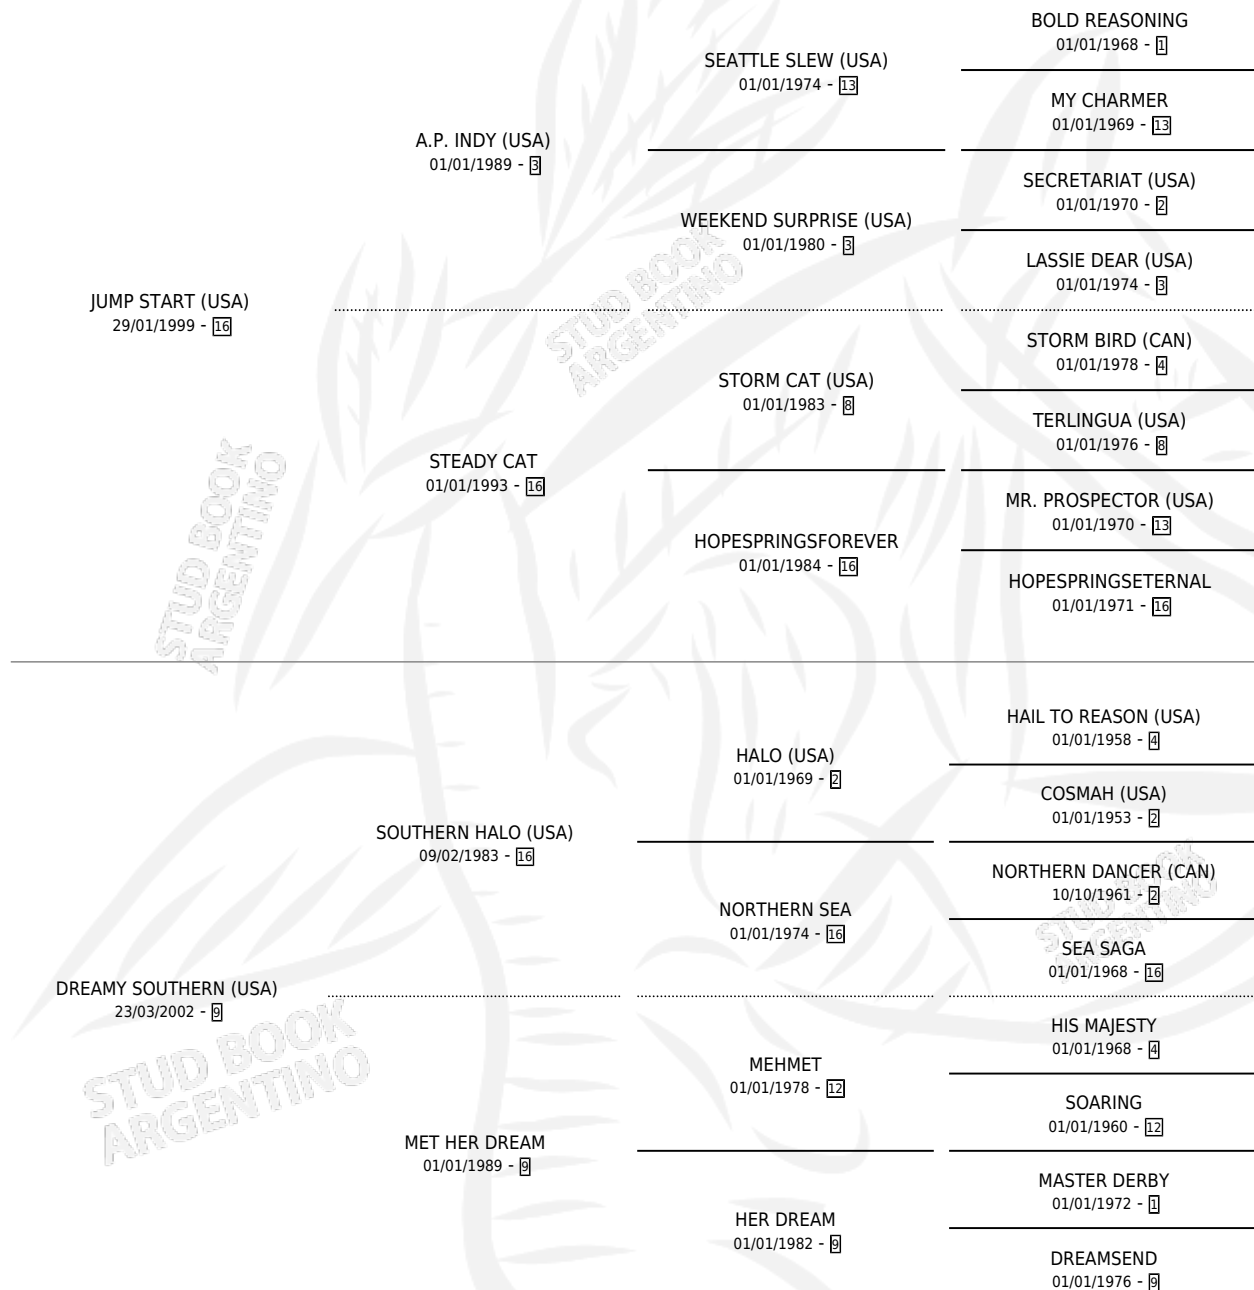 BOLD REASONING
01/01/1968 - 1
SEATTLE SLEW (USA)
01/01/1974 - 13
MY CHARMER
01/01/1969 - 13
A.P. INDY (USA)
01/01/1989 - 3
SECRETARIAT (USA)
01/01/1970 - 2
WEEKEND SURPRISE (USA)
01/01/1980 - 3
LASSIE DEAR (USA)
01/01/1974 - 3
JUMP START (USA)
29/01/1999 - 16
STORM BIRD (CAN)
01/01/1978 - 4
STORM CAT (USA)
01/01/1983 - 8
TERLINGUA (USA)
01/01/1976 - 8
STEADY CAT
01/01/1993 - 16
MR. PROSPECTOR (USA)
01/01/1970 - 13
HOPESPRINGSFOREVER
01/01/1984 - 16
HOPESPRINGSETERNAL
01/01/1971 - 16
HAIL TO REASON (USA)
01/01/1958 - 4
HALO (USA)
01/01/1969 - 2
COSMAH (USA)
01/01/1953 - 2
SOUTHERN HALO (USA)
09/02/1983 - 16
NORTHERN DANCER (CAN)
10/10/1961 - 2
NORTHERN SEA
01/01/1974 - 16
SEA SAGA
01/01/1968 - 16
DREAMY SOUTHERN (USA)
23/03/2002 - 9
HIS MAJESTY
01/01/1968 - 4
MEHMET
01/01/1978 - 12
SOARING
01/01/1960 - 12
MET HER DREAM
01/01/1989 - 9
MASTER DERBY
01/01/1972 - 1
HER DREAM
01/01/1982 - 9
DREAMSEND
01/01/1976 - 9
STUD BOOK
ARGENTINO
STUD BOOK
ARGENTINO
STUD BOOK
ARGENTINO
STUD BOOK
ARGENTINO